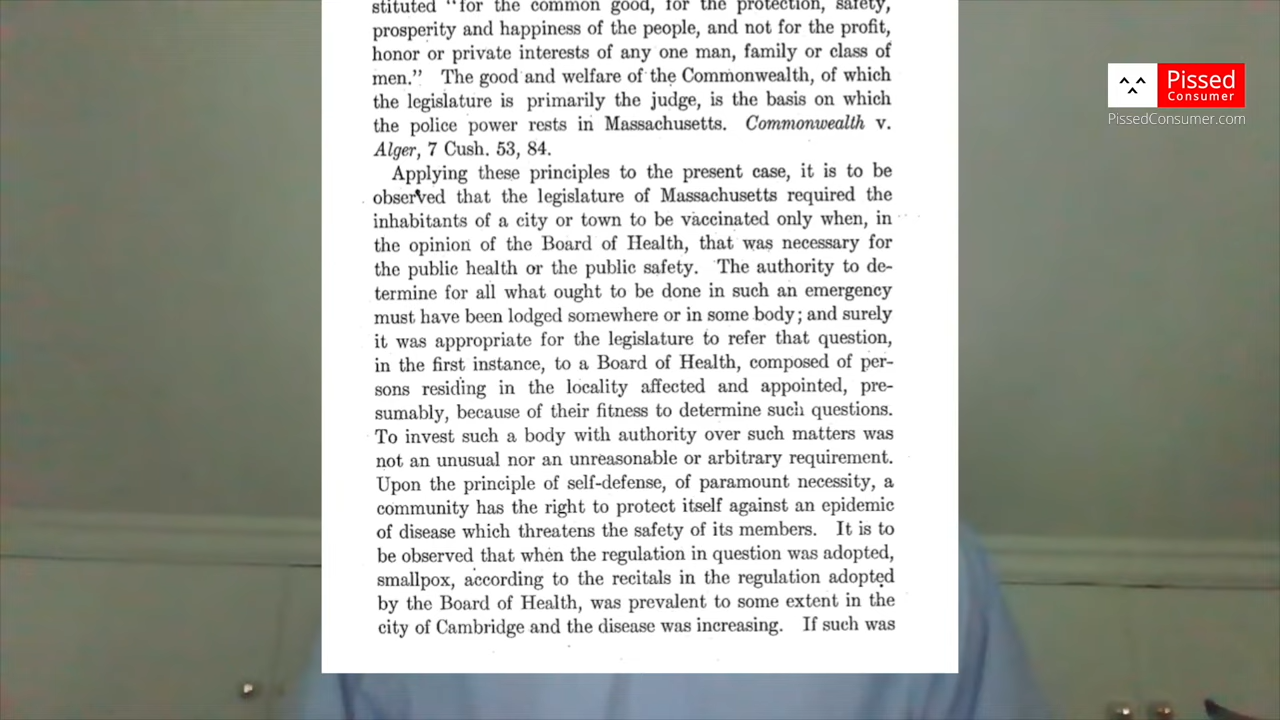 stituted "for the common good, for the protection, safety,
prosperity and happiness of the people, and not for the profit,
honor or private interests of any one man, family or class of
men." The good and welfare of the Commonwealth, of which
the legislature is primarily the judge, is the basis on which
the police power rests in Massachusetts. Commonwealth v.
Alger, 7 Cush. 53, 84.
Applying these principles to the present case, it is to be
observed that the legislature of Massachusetts required the
inhabitants of a city or town to be vaccinated only when, in
the opinion of the Board of Health, that was necessary for
the public health or the public safety. The authority to de-
termine for all what ought to be done in such an emergency
must have been lodged somewhere or in some body; and surely
it was appropriate for the legislature to refer that question,
in the first instance, to a Board of Health, composed of per-
sons residing in the locality affected and appointed, pre-
sumably, because of their fitness to determine such questions.
To invest such a body with authority over such matters was
not an unusual nor an unreasonable or arbitrary requirement.
Upon the principle of self-defense, of paramount necessity, a
community has the right to protect itself against an epidemic
of disease which threatens the safety of its members. It is to
be observed that when the regulation in question was adopted,
smallpox, according to the recitals in the regulation adopted
by the Board of Health, was prevalent to some extent in the
city of Cambridge and the disease was increasing. If such was
Pissed
Consumer
PissedConsumer.com